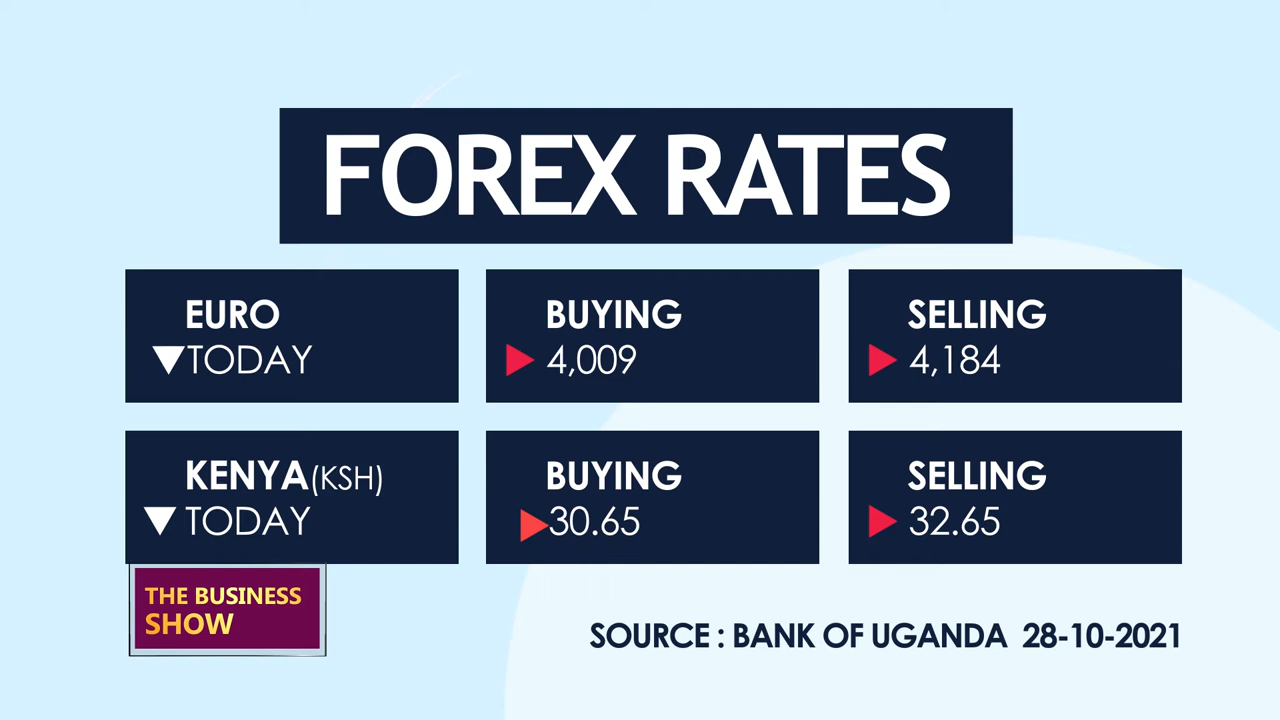 FOREX RATES
EURO
TODAY
BUYING
4,009
SELLING
4,184
KENYA(KSH)
TODAY
BUYING
30.65
SELLING
32.65
THE BUSINESS
SHOW
SOURCE : BANK OF UGANDA 28-10-2021